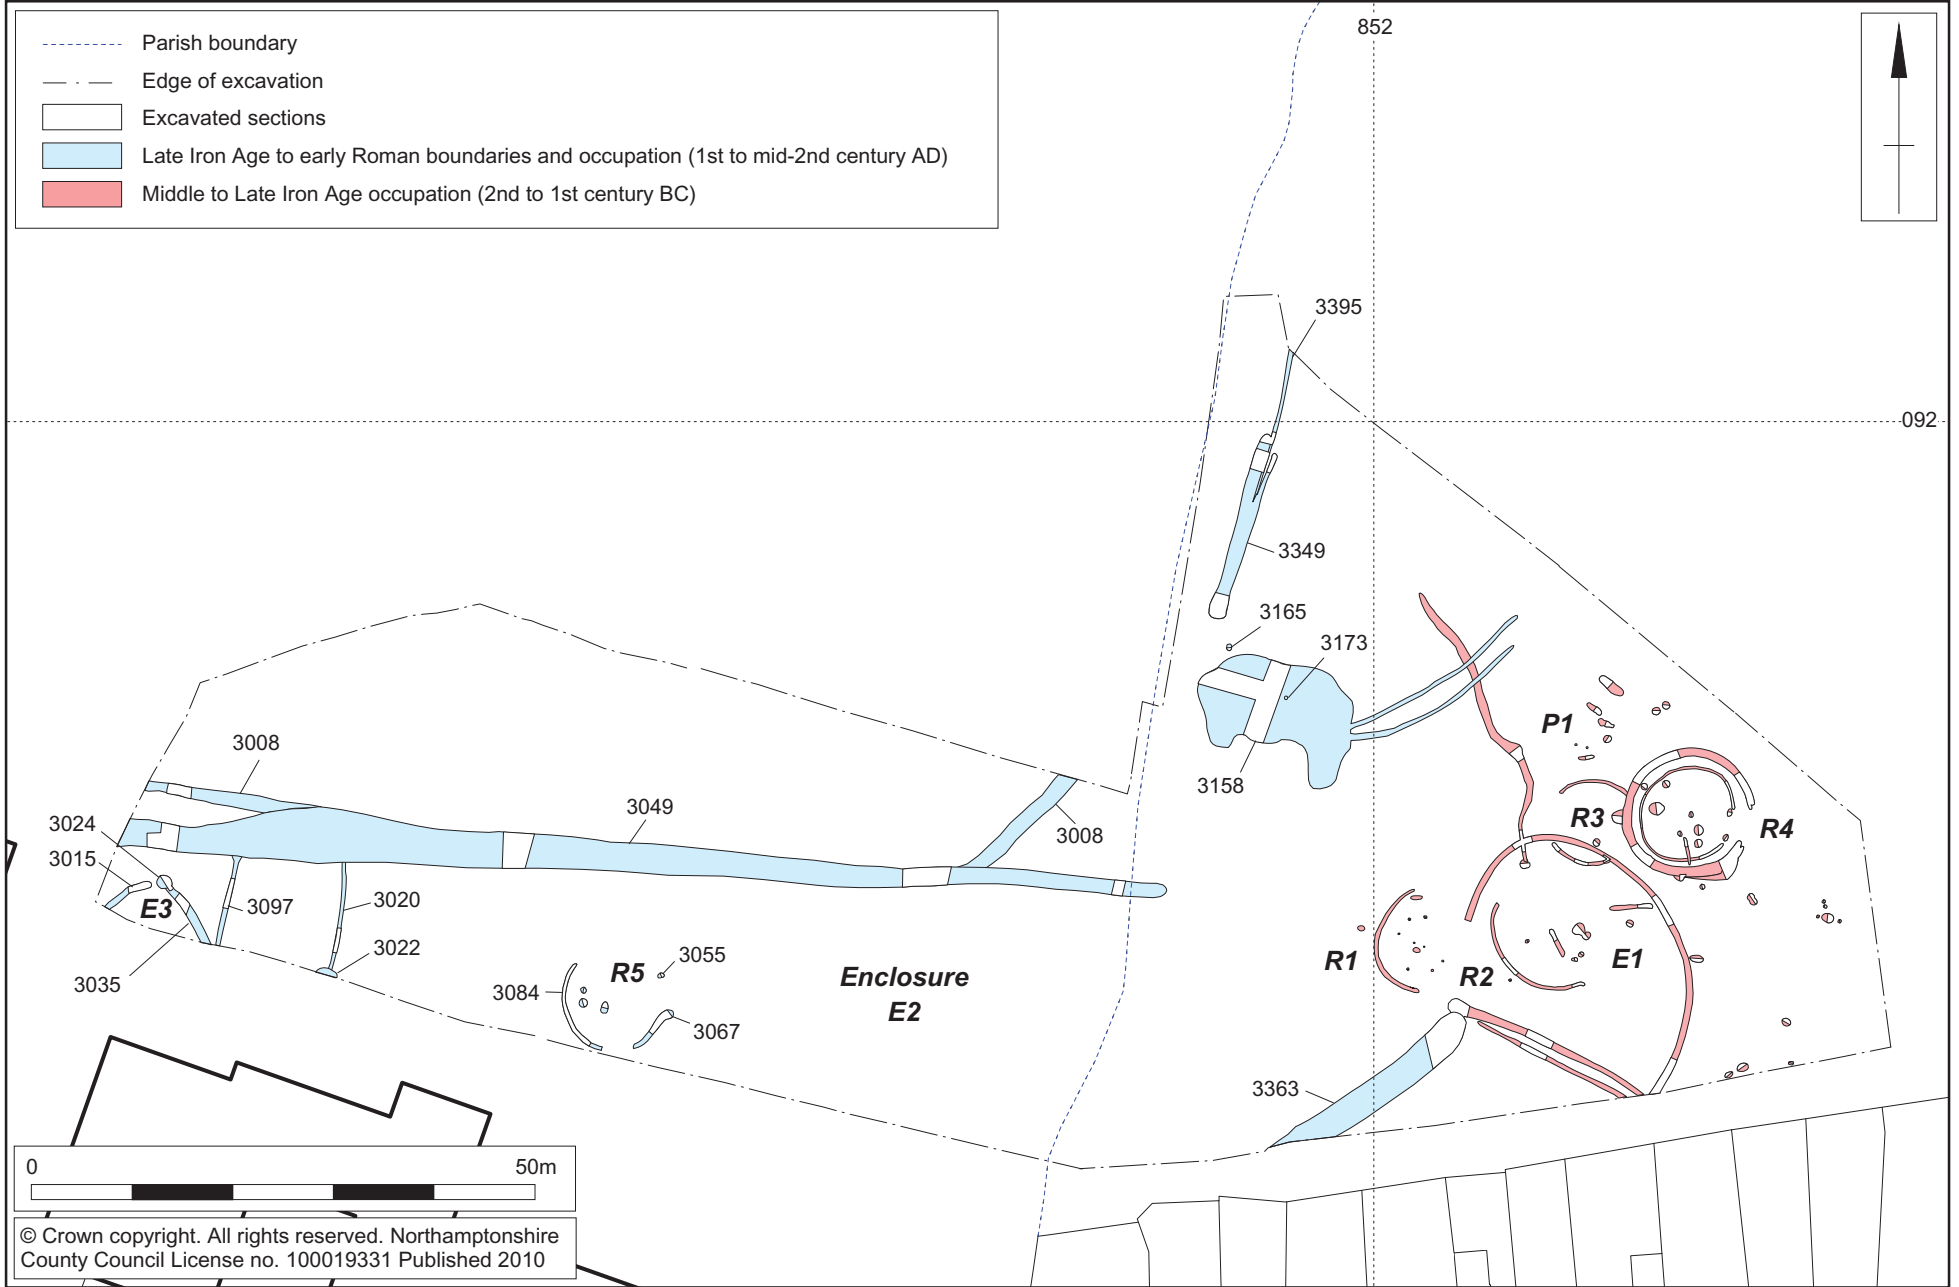 Parish boundary
Edge of excavation
Excavated sections
Late Iron Age to early Roman boundaries and occupation (1st to mid-2nd century AD)
Middle to Late Iron Age occupation (2nd to 1st century BC)
852
3395
092
3349
3165
3173
3158
P1
R3
R4
3008
3049
3008
3024
3015
E3
3097
3020
3022
3035
R5
3055
3084
3067
Enclosure
E2
R1
R2
E1
3363
0 50m
© Crown copyright. All rights reserved. Northamptonshire
County Council License no. 100019331 Published 2010